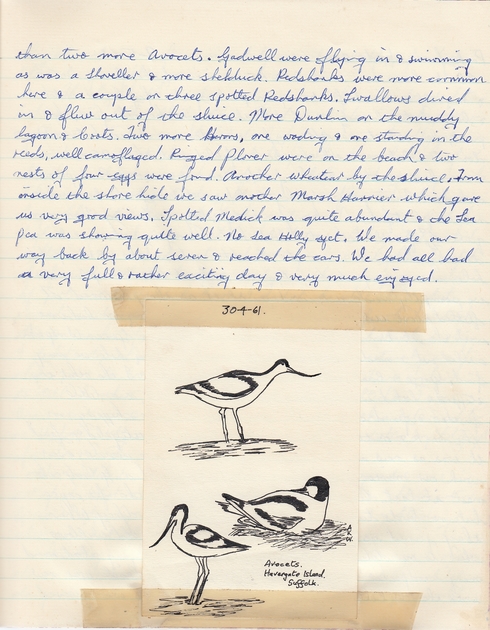 than two more Avocets. Gadwell were flying in & swimming
as was a Shoveller & more shelduck. Redshanks were more common
here & a couple or three Spotted Redshanks. Swallows dived
in & flew out of the sluice. More Dunlin on the muddy
lagoon & Coots. Two more Herons, one wading & one standing in the
reeds, well camoflaged. Ringed Plover were on the beach & two
nests of four eggs were found. Another Wheatear by the sluice. From
inside the shore hide we saw another Marsh Harrier which gave
us very good views. Spotted Medick was quite abundant & the Sea
pea was showing quite well. No Sea Holly yet. We made our
way back by about seven & reached the cars. We had all had
a very full & rather exciting day & very much enjoyed.
30-4-61.
Avocets.
Havergate Island.
Suffolk.